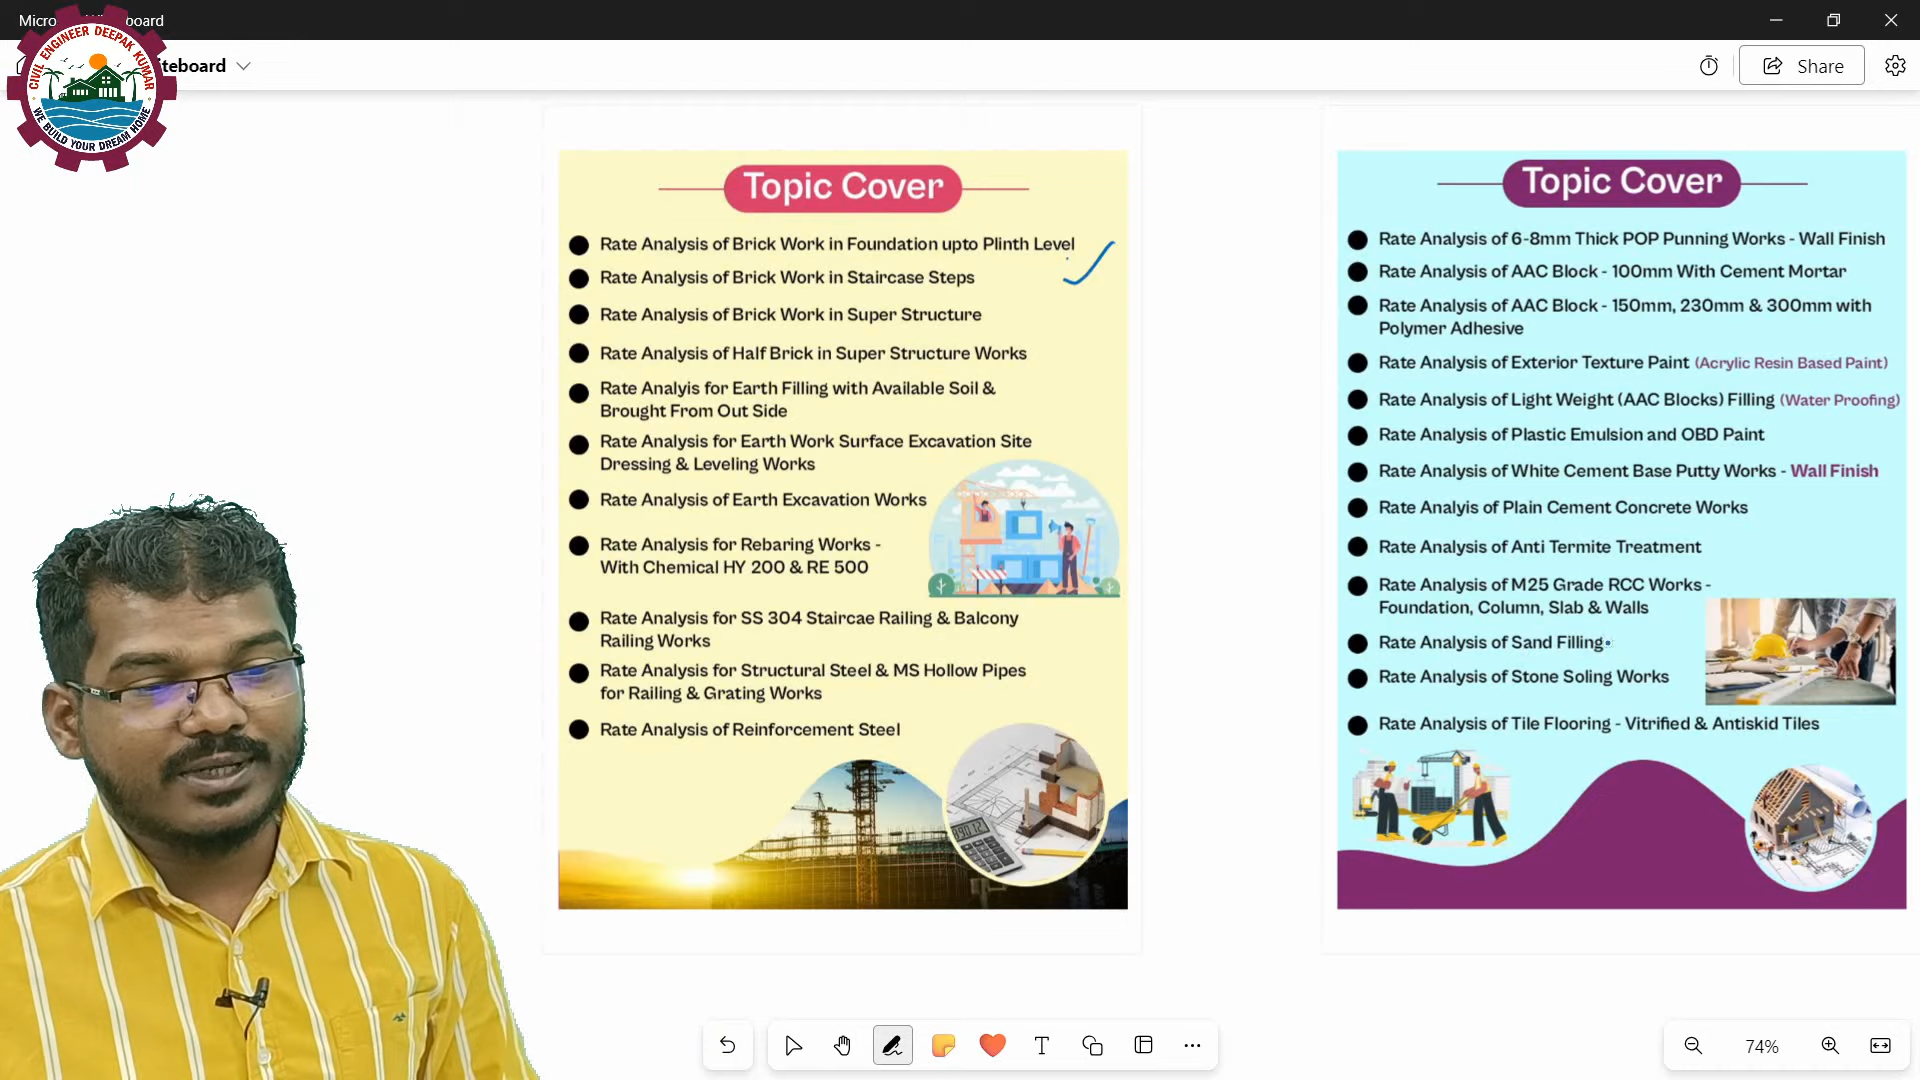 Micro
board
CIVIL ENGINEER DEEPAK KUMAR
WE BUILD YOUR DREAM HOME
iteboard
Share
Topic Cover
Rate Analysis of Brick Work in Foundation upto Plinth Level
Rate Analysis of Brick Work in Staircase Steps
Rate Analysis of Brick Work in Super Structure
Rate Analysis of Half Brick in Super Structure Works
Rate Analyis for Earth Filling with Available Soil &
Brought From Out Side
Rate Analysis for Earth Work Surface Excavation Site
Dressing & Leveling Works
Rate Analysis of Earth Excavation Works
Rate Analysis for Rebaring Works -
With Chemical HY 200 & RE 500
Rate Analysis for SS 304 Staircae Railing & Balcony
Railing Works
Rate Analysis for Structural Steel & MS Hollow Pipes
for Railing & Grating Works
Rate Analysis of Reinforcement Steel
Topic Cover
Rate Analysis of 6-8mm Thick POP Punning Works - Wall Finish
Rate Analysis of AAC Block - 100mm With Cement Mortar
Rate Analysis of AAC Block - 150mm, 230mm & 300mm with
Polymer Adhesive
Rate Analysis of Exterior Texture Paint (Acrylic Resin Based Paint)
Rate Analysis of Light Weight (AAC Blocks) Filling (Water Proofing)
Rate Analysis of Plastic Emulsion and OBD Paint
Rate Analysis of White Cement Base Putty Works - Wall Finish
Rate Analyis of Plain Cement Concrete Works
Rate Analysis of Anti Termite Treatment
Rate Analysis of M25 Grade RCC Works -
Foundation, Column, Slab & Walls
Rate Analysis of Sand Filling
Rate Analysis of Stone Soling Works
Rate Analysis of Tile Flooring - Vitrified & Antiskid Tiles
74%